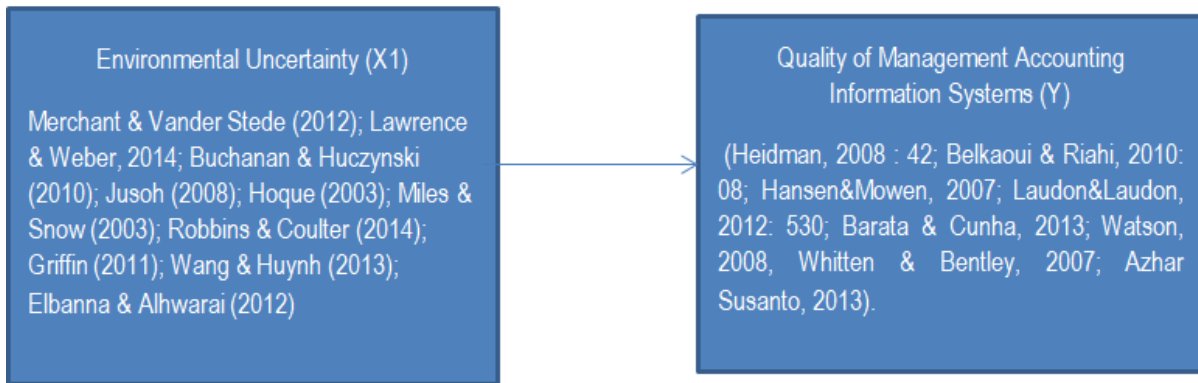 Environmental Uncertainty (X1)
Merchant & Vander Stede (2012); Lawrence
& Weber, 2014; Buchanan & Huczynski
(2010); Jusoh (2008); Hoque (2003); Miles &
Snow (2003); Robbins & Coulter (2014);
Griffin (2011); Wang & Huynh (2013);
Elbanna & Alhwarai (2012)
Quality of Management Accounting
Information Systems (Y)
(Heidman, 2008 : 42; Belkaoui & Riahi, 2010:
08; Hansen&Mowen, 2007; Laudon&Laudon,
2012: 530; Barata & Cunha, 2013; Watson,
2008, Whitten & Bentley, 2007; Azhar
Susanto, 2013).